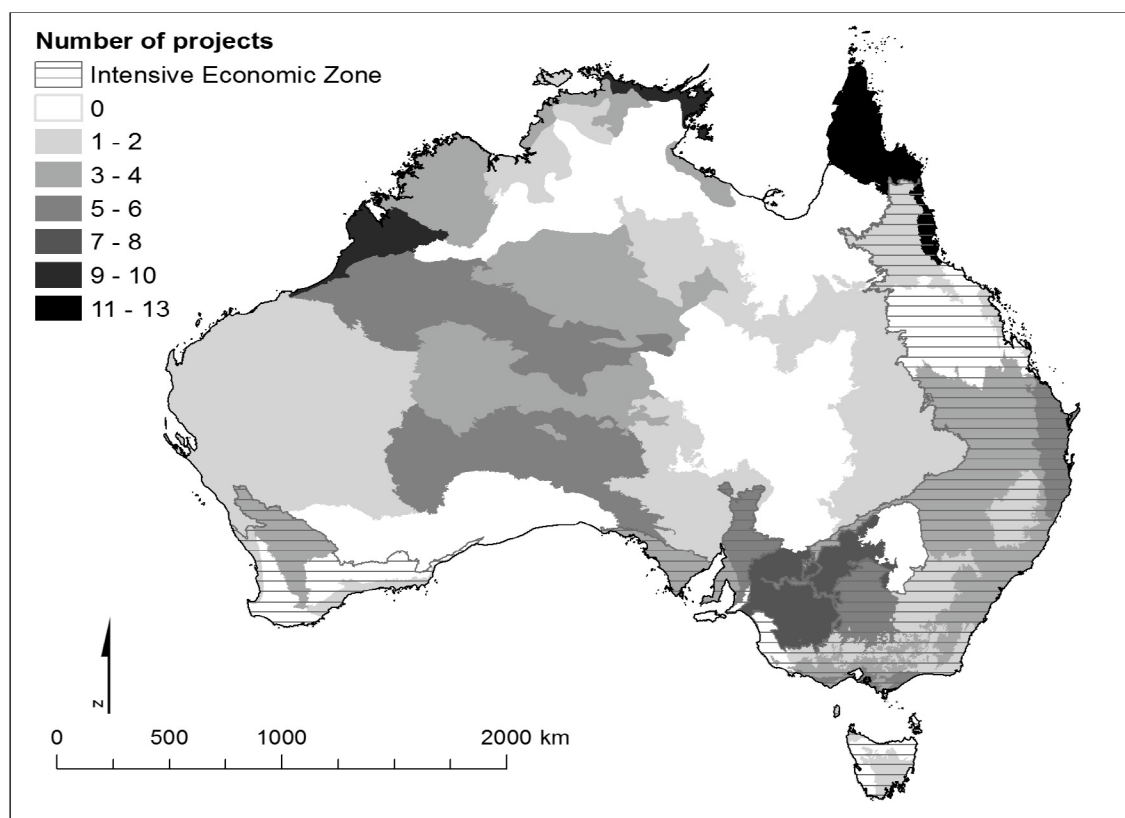 Number of projects
Intensive Economic Zone
0
1 - 2
3 - 4
5 - 6
7 - 8
9 - 10
11 - 13
N
0 500 1000 2000 km